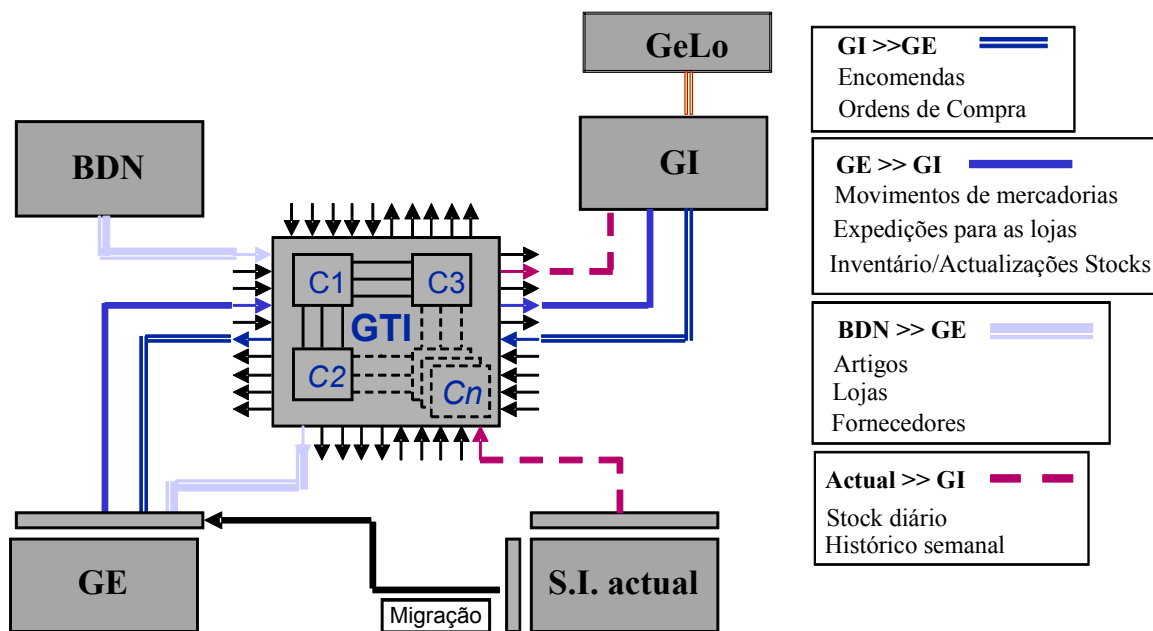 GeLo
BDN
GI
C1
C3
GTI
C2
Cn
GE
S.I. actual
Migração
GI >>GE
Encomendas
Ordens de Compra
GE >> GI
Movimentos de mercadorias
Expedições para as lojas
Inventário/Actualizações Stocks
BDN >> GE
Artigos
Lojas
Fornecedores
Actual >> GI
Stock diário
Histórico semanal